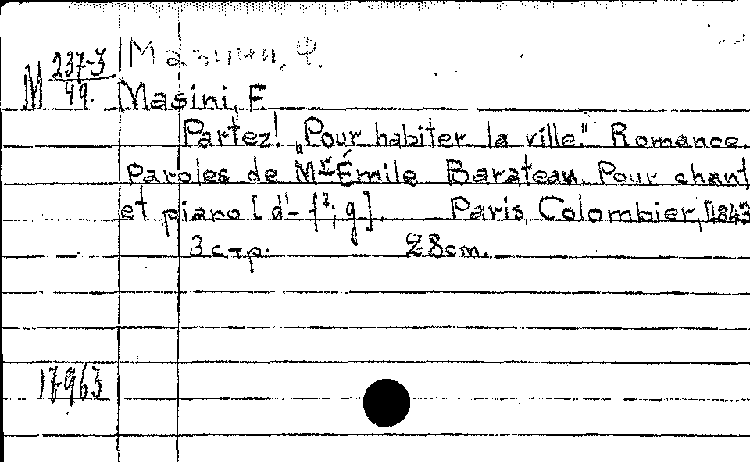 М 237-3
49.
Мазини, Ф.
Masini, F.
Partez! „Pour habiter la ville." Romance.
Paroles de Mr Émile Barateau. Pour chant
et piano [d¹- f²; g]. Paris, Colombier, [1843
3 стр. 28 cm.
17963